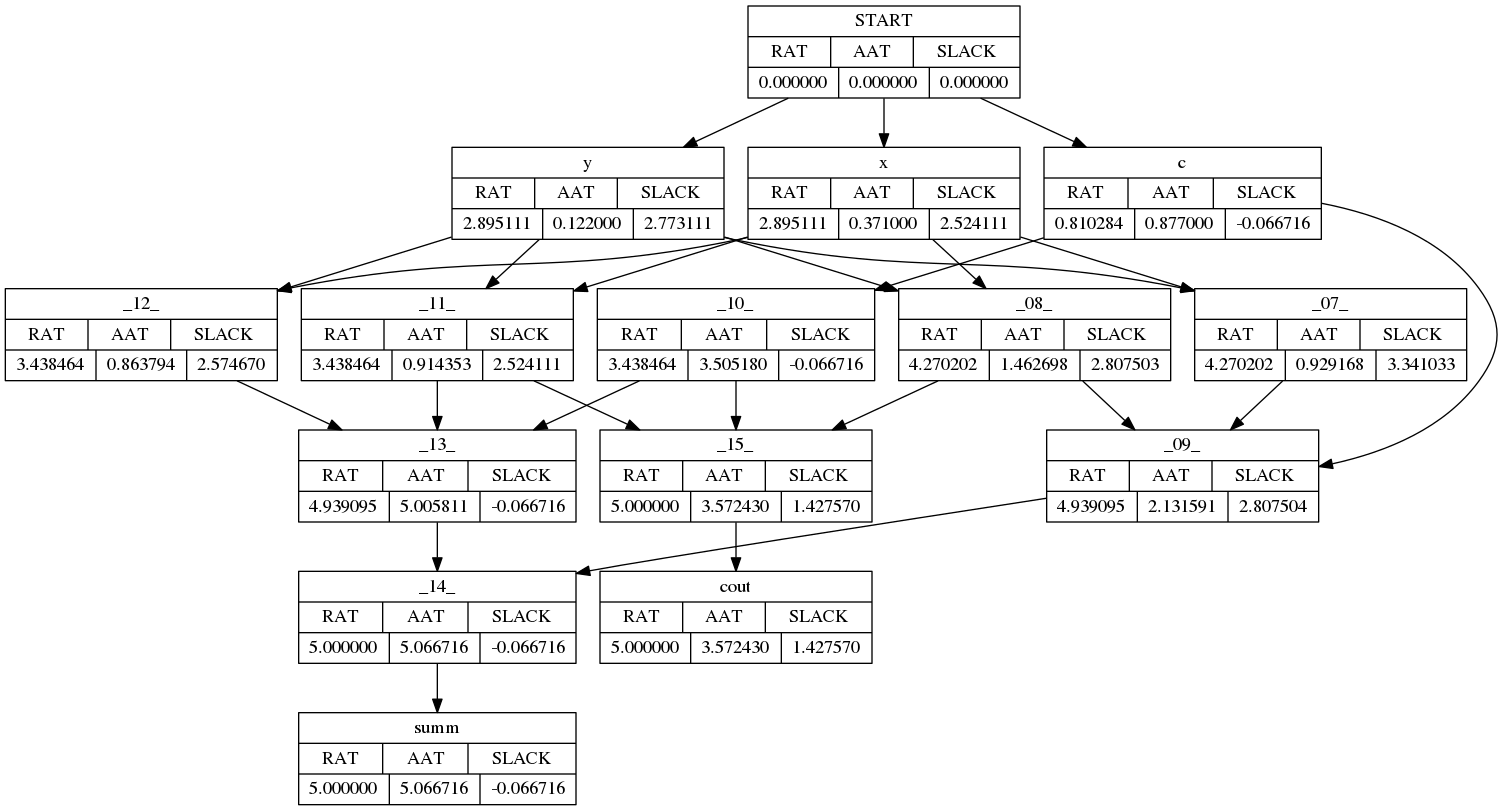 START
RAT AAT SLACK
0.000000 0.000000 0.000000
y
RAT AAT SLACK
2.895111 0.122000 2.773111
x
RAT AAT SLACK
2.895111 0.371000 2.524111
c
RAT AAT SLACK
0.810284 0.877000 -0.066716
_12_
RAT AAT SLACK
3.438464 0.863794 2.574670
_11_
RAT AAT SLACK
3.438464 0.914353 2.524111
_10_
RAT AAT SLACK
3.438464 3.505180 -0.066716
_08_
RAT AAT SLACK
4.270202 1.462698 2.807503
_07_
RAT AAT SLACK
4.270202 0.929168 3.341033
_13_
RAT AAT SLACK
4.939095 5.005811 -0.066716
_15_
RAT AAT SLACK
5.000000 3.572430 1.427570
_09_
RAT AAT SLACK
4.939095 2.131591 2.807504
_14_
RAT AAT SLACK
5.000000 5.066716 -0.066716
cout
RAT AAT SLACK
5.000000 3.572430 1.427570
summ
RAT AAT SLACK
5.000000 5.066716 -0.066716